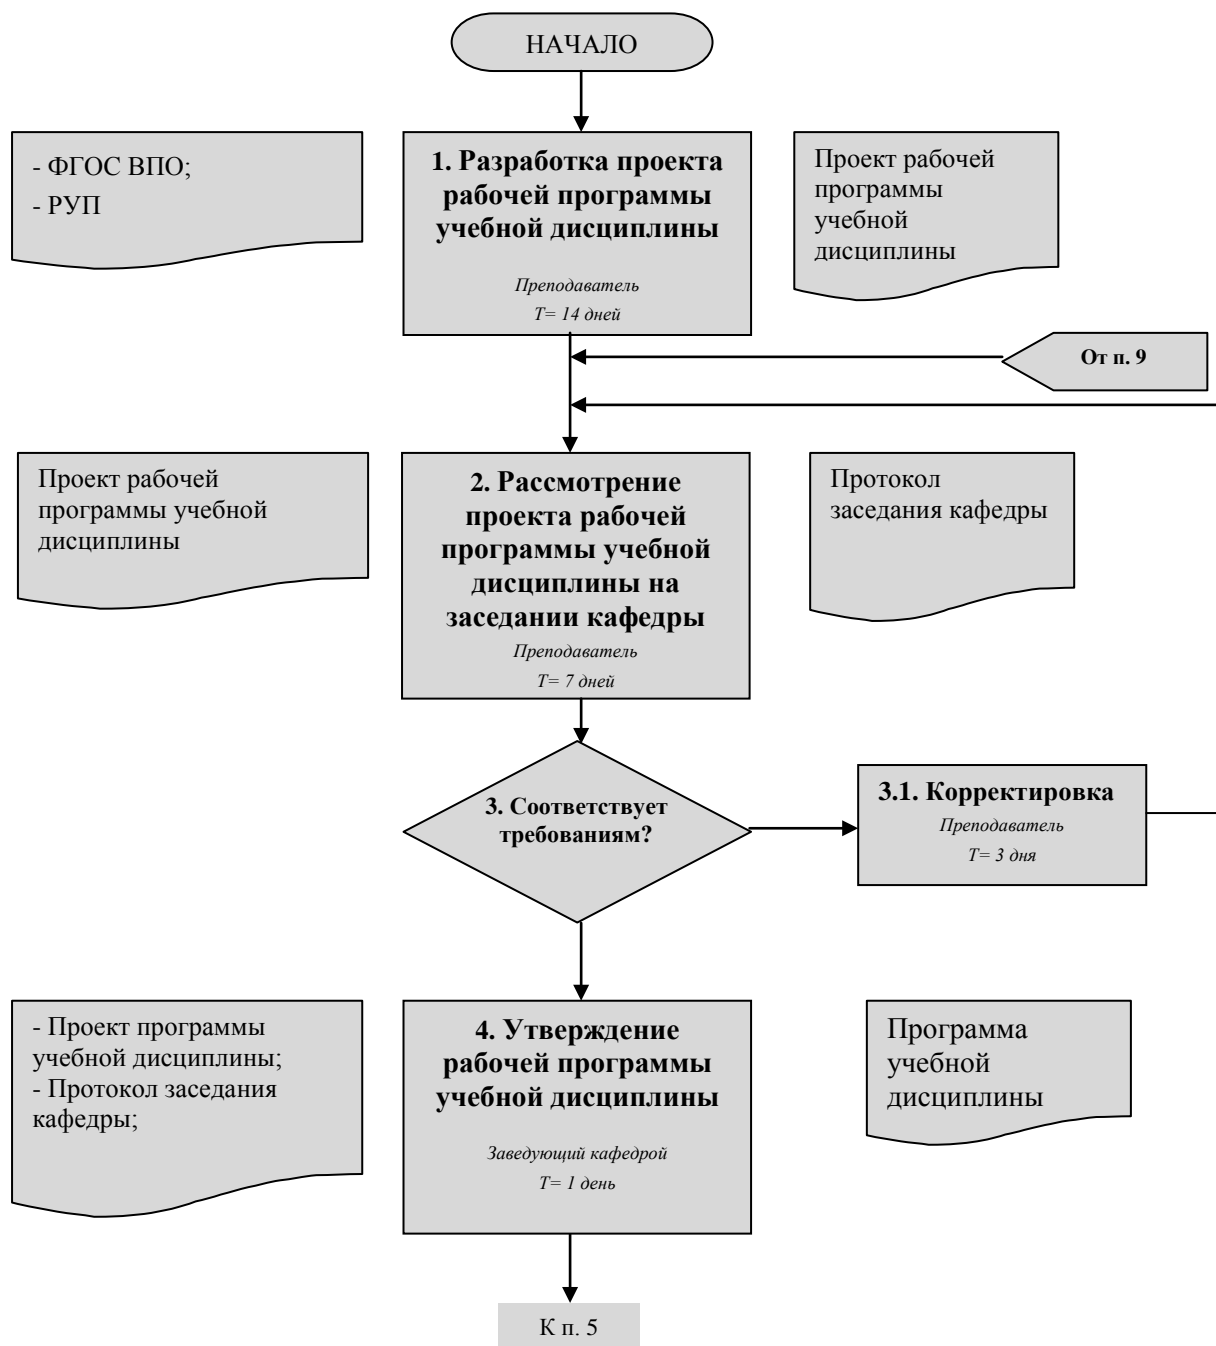 НАЧАЛО
- ФГОС ВПО;
- РУП
1. Разработка проекта
рабочей программы
учебной дисциплины
Преподаватель
Т= 14 дней
Проект рабочей
программы
учебной
дисциплины
От п. 9
Проект рабочей
программы учебной
дисциплины
2. Рассмотрение
проекта рабочей
программы учебной
дисциплины на
заседании кафедры
Преподаватель
Т= 7 дней
Протокол
заседания кафедры
3. Соответствует
требованиям?
3.1. Корректировка
Преподаватель
Т= 3 дня
- Проект программы
учебной дисциплины;
- Протокол заседания
кафедры;
4. Утверждение
рабочей программы
учебной дисциплины
Заведующий кафедрой
Т= 1 день
Программа
учебной
дисциплины
К п. 5